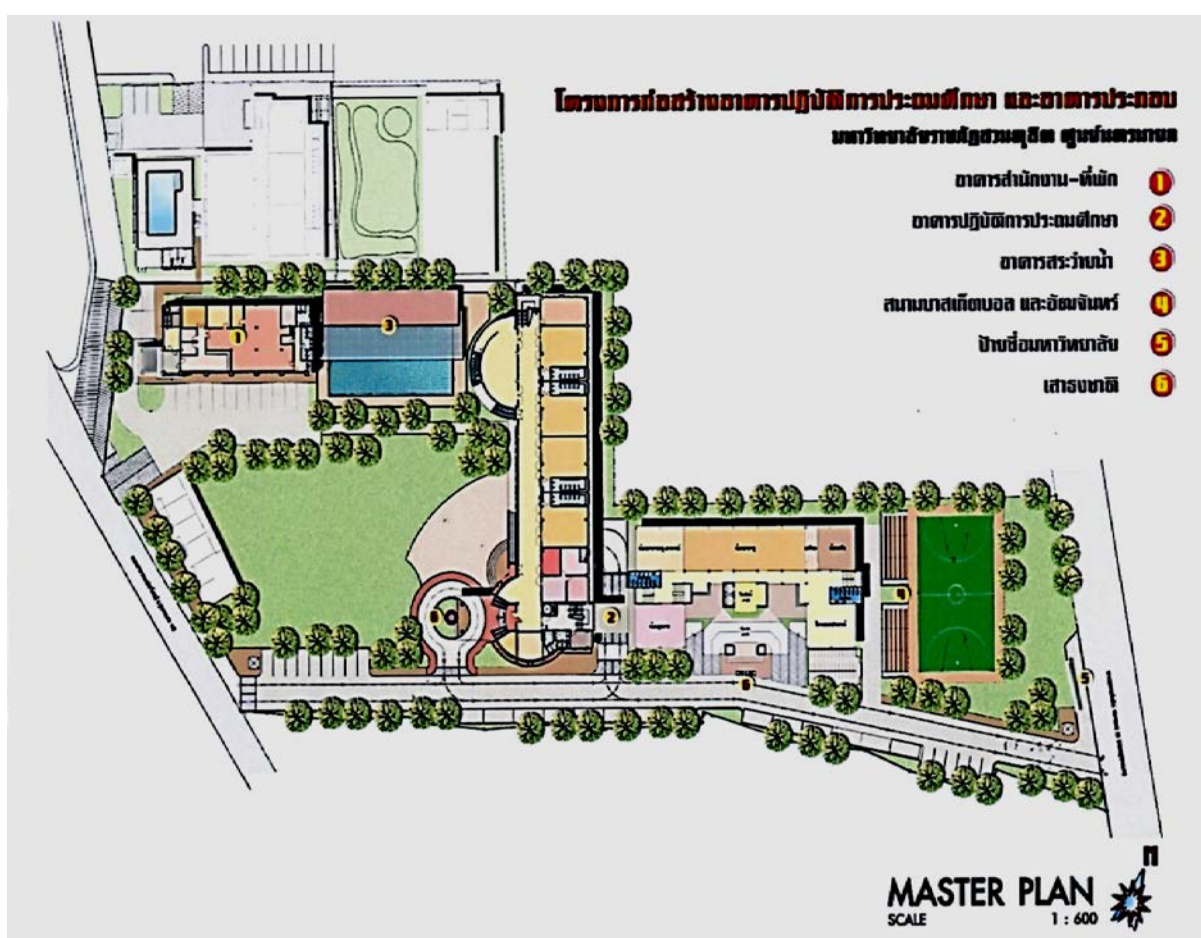 โครงการก่อสร้างอาคารปฏิบัติการประถมศึกษา และอาคารประกอบ
มหาวิทยาลัยราชภัฏสวนดุสิต ศูนย์นครนายก
อาคารสำนักงาน-ที่พัก 1
อาคารปฏิบัติการประถมศึกษา 2
อาคารสระว่ายน้ำ 3
สนามบาสเก็ตบอล และอัฒจันทร์ 4
ป้ายชื่อมหาวิทยาลัย 5
เสาธงชาติ 6
1
3
2
4
6
6
5
MASTER PLAN
SCALE 1 : 600